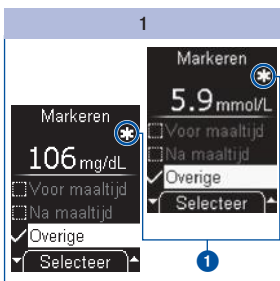 1
Markeren
*
5.9 mmol/L
Voor maaltijd
Na maaltijd
Overige
Selecteer
Markeren
*
106 mg/dL
Voor maaltijd
Na maaltijd
Overige
Selecteer
1